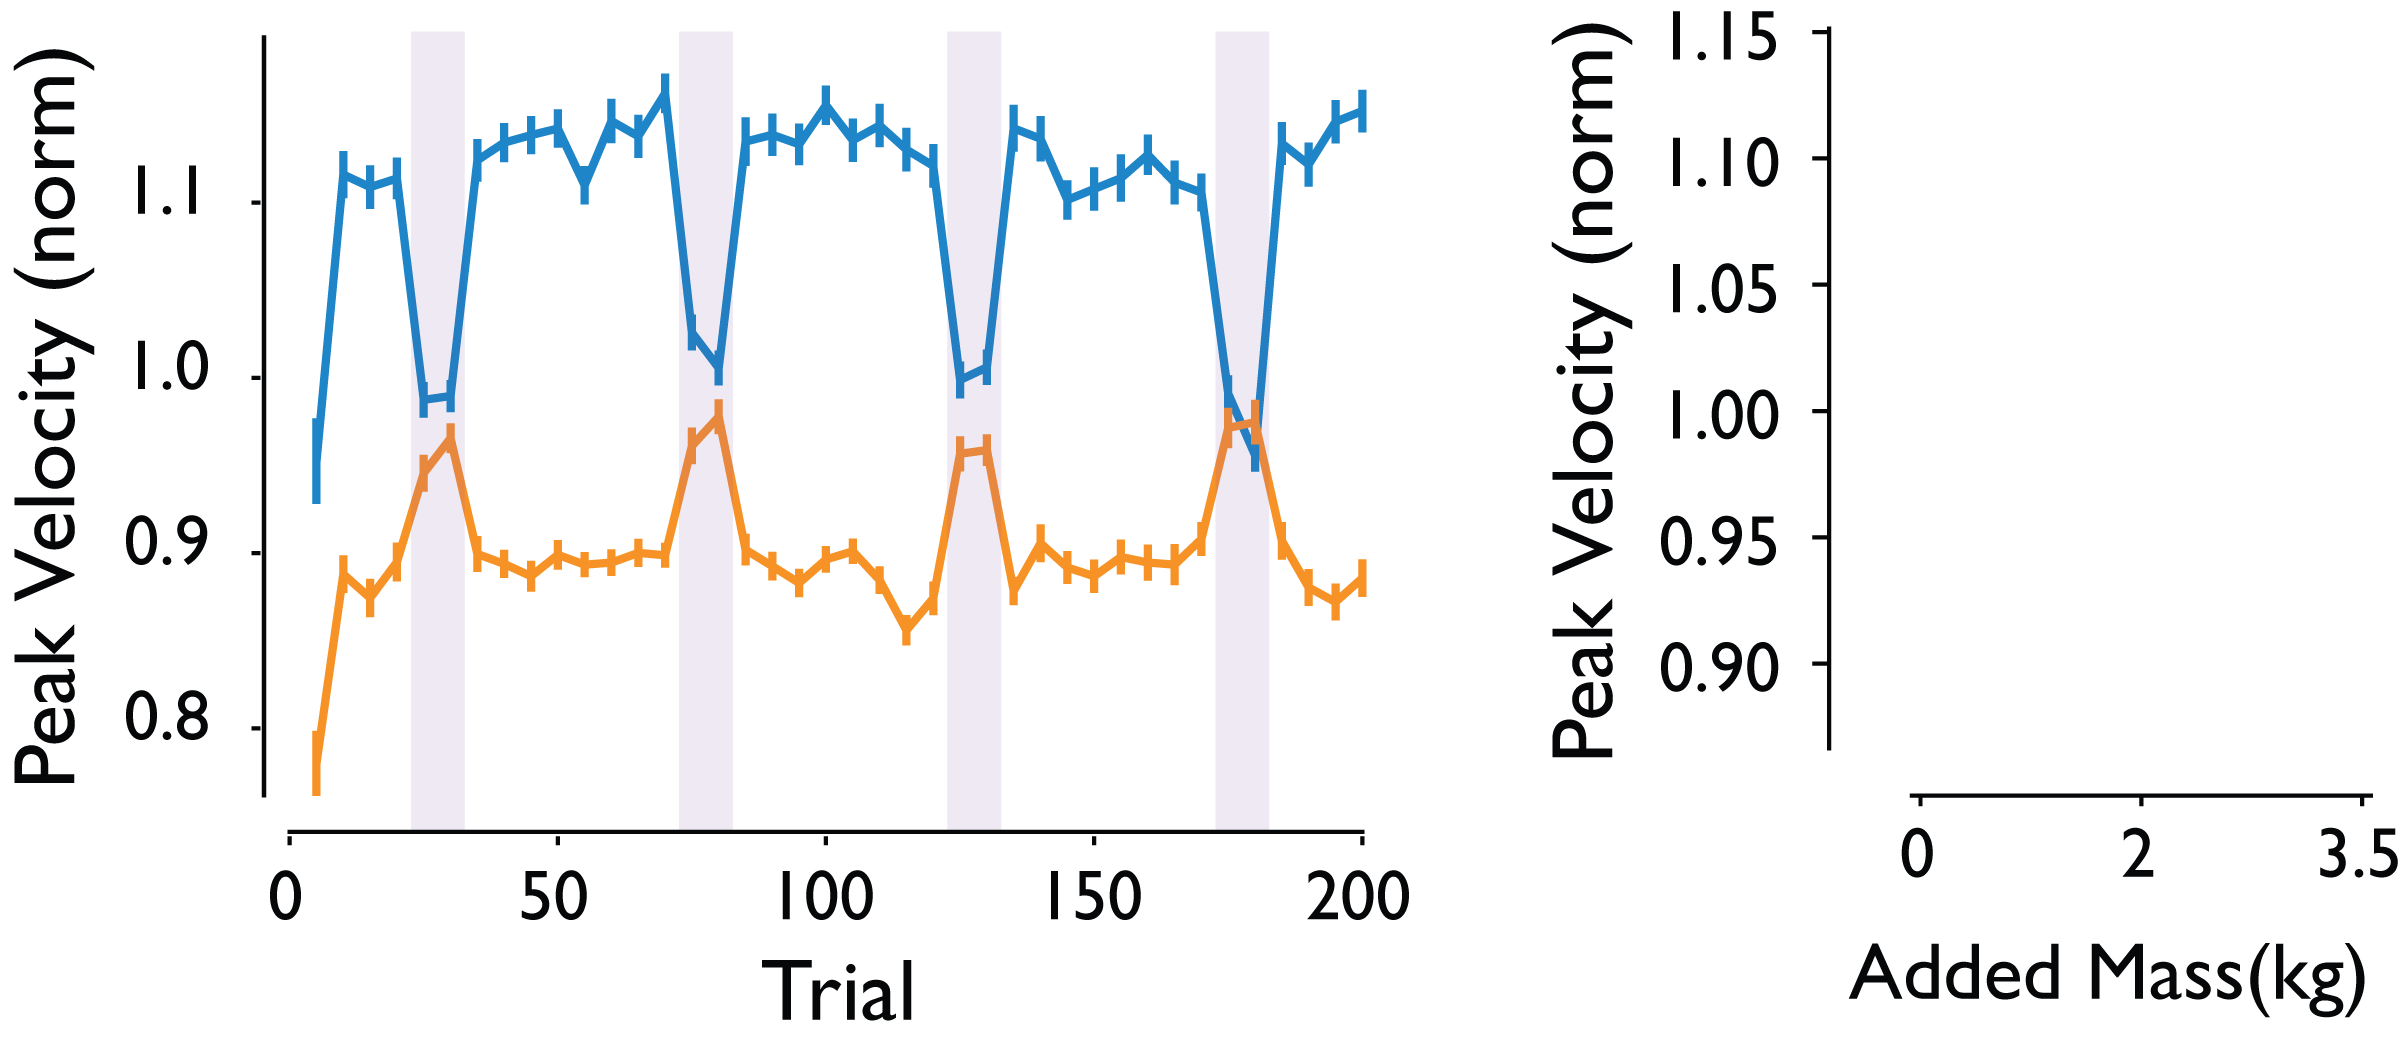 Peak Velocity (norm)
1.1
1.0
0.9
0.8
0 50 100 150 200
Trial
Peak Velocity (norm)
1.15
1.10
1.05
1.00
0.95
0.90
0 2 3.5
Added Mass(kg)